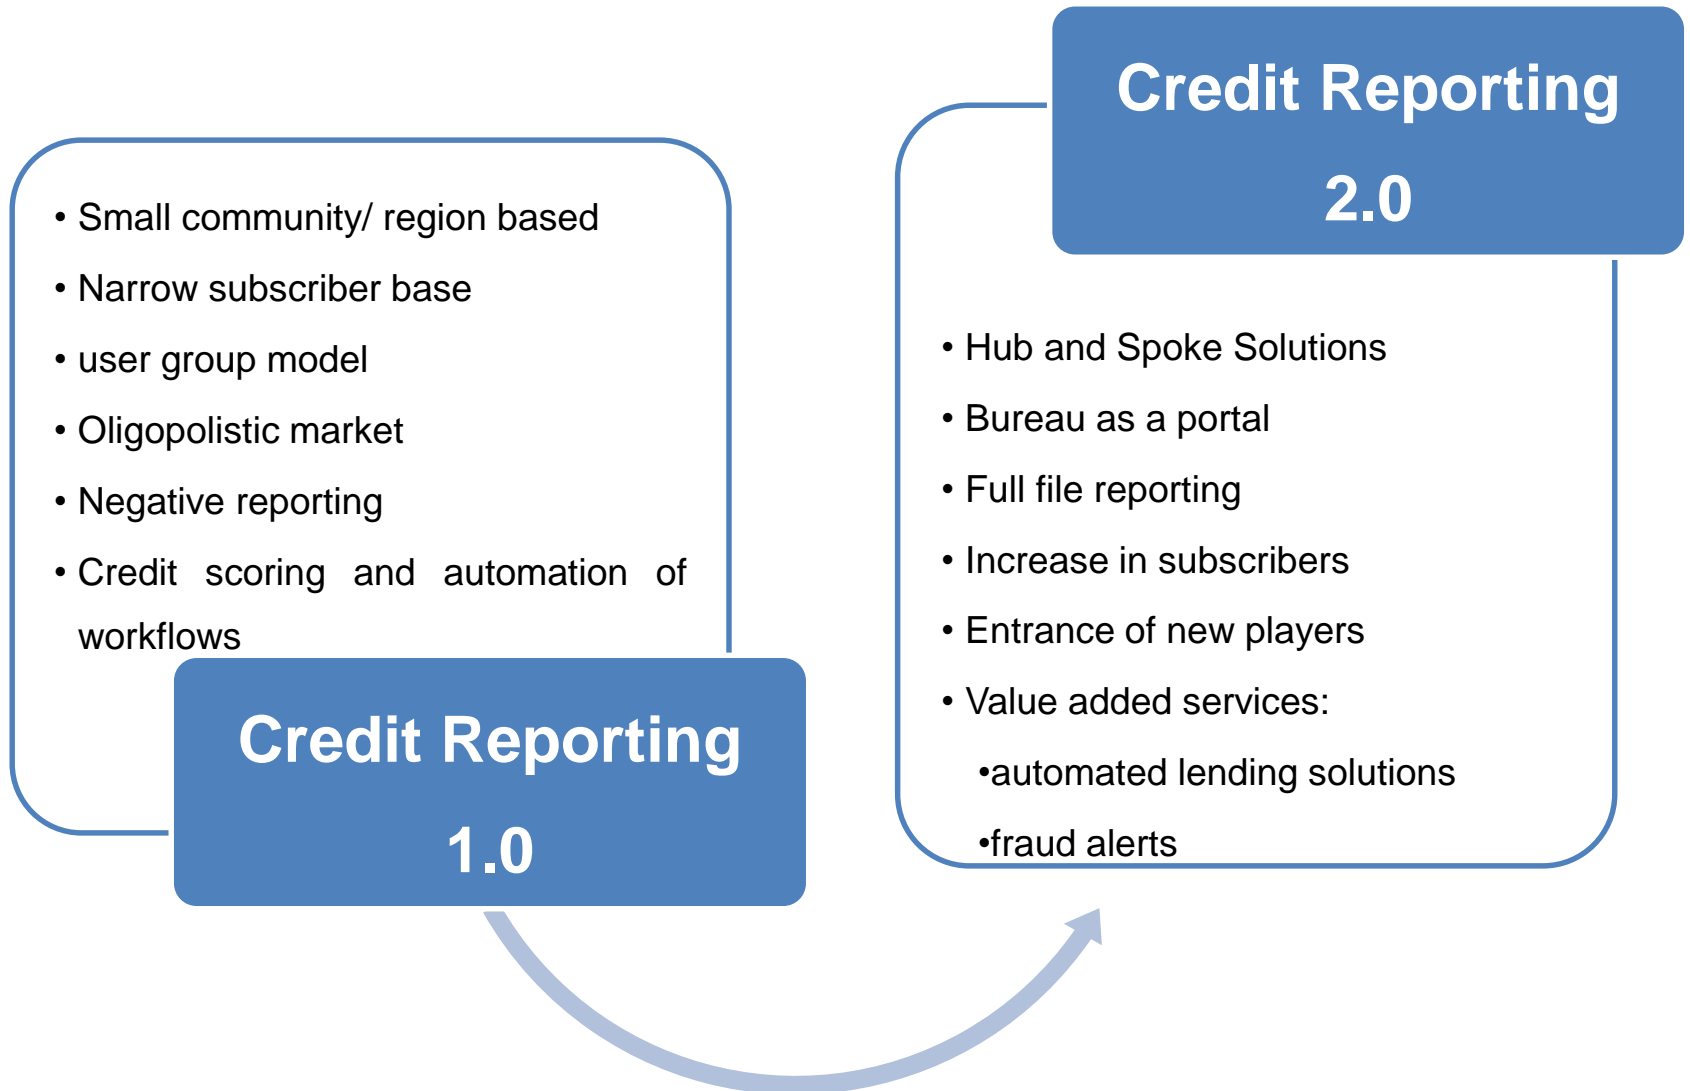 • Small community/ region based
• Narrow subscriber base
• user group model
• Oligopolistic market
• Negative reporting
• Credit scoring and automation of
workflows
Credit Reporting
1.0
Credit Reporting
2.0
• Hub and Spoke Solutions
• Bureau as a portal
• Full file reporting
• Increase in subscribers
• Entrance of new players
• Value added services:
•automated lending solutions
•fraud alerts